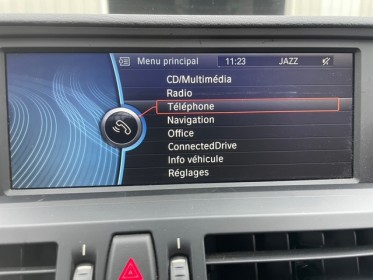 Menu principal 11:23 JAZZ
CD/Multimédia
Radio
Téléphone
Navigation
Office
ConnectedDrive
Info véhicule
Réglages